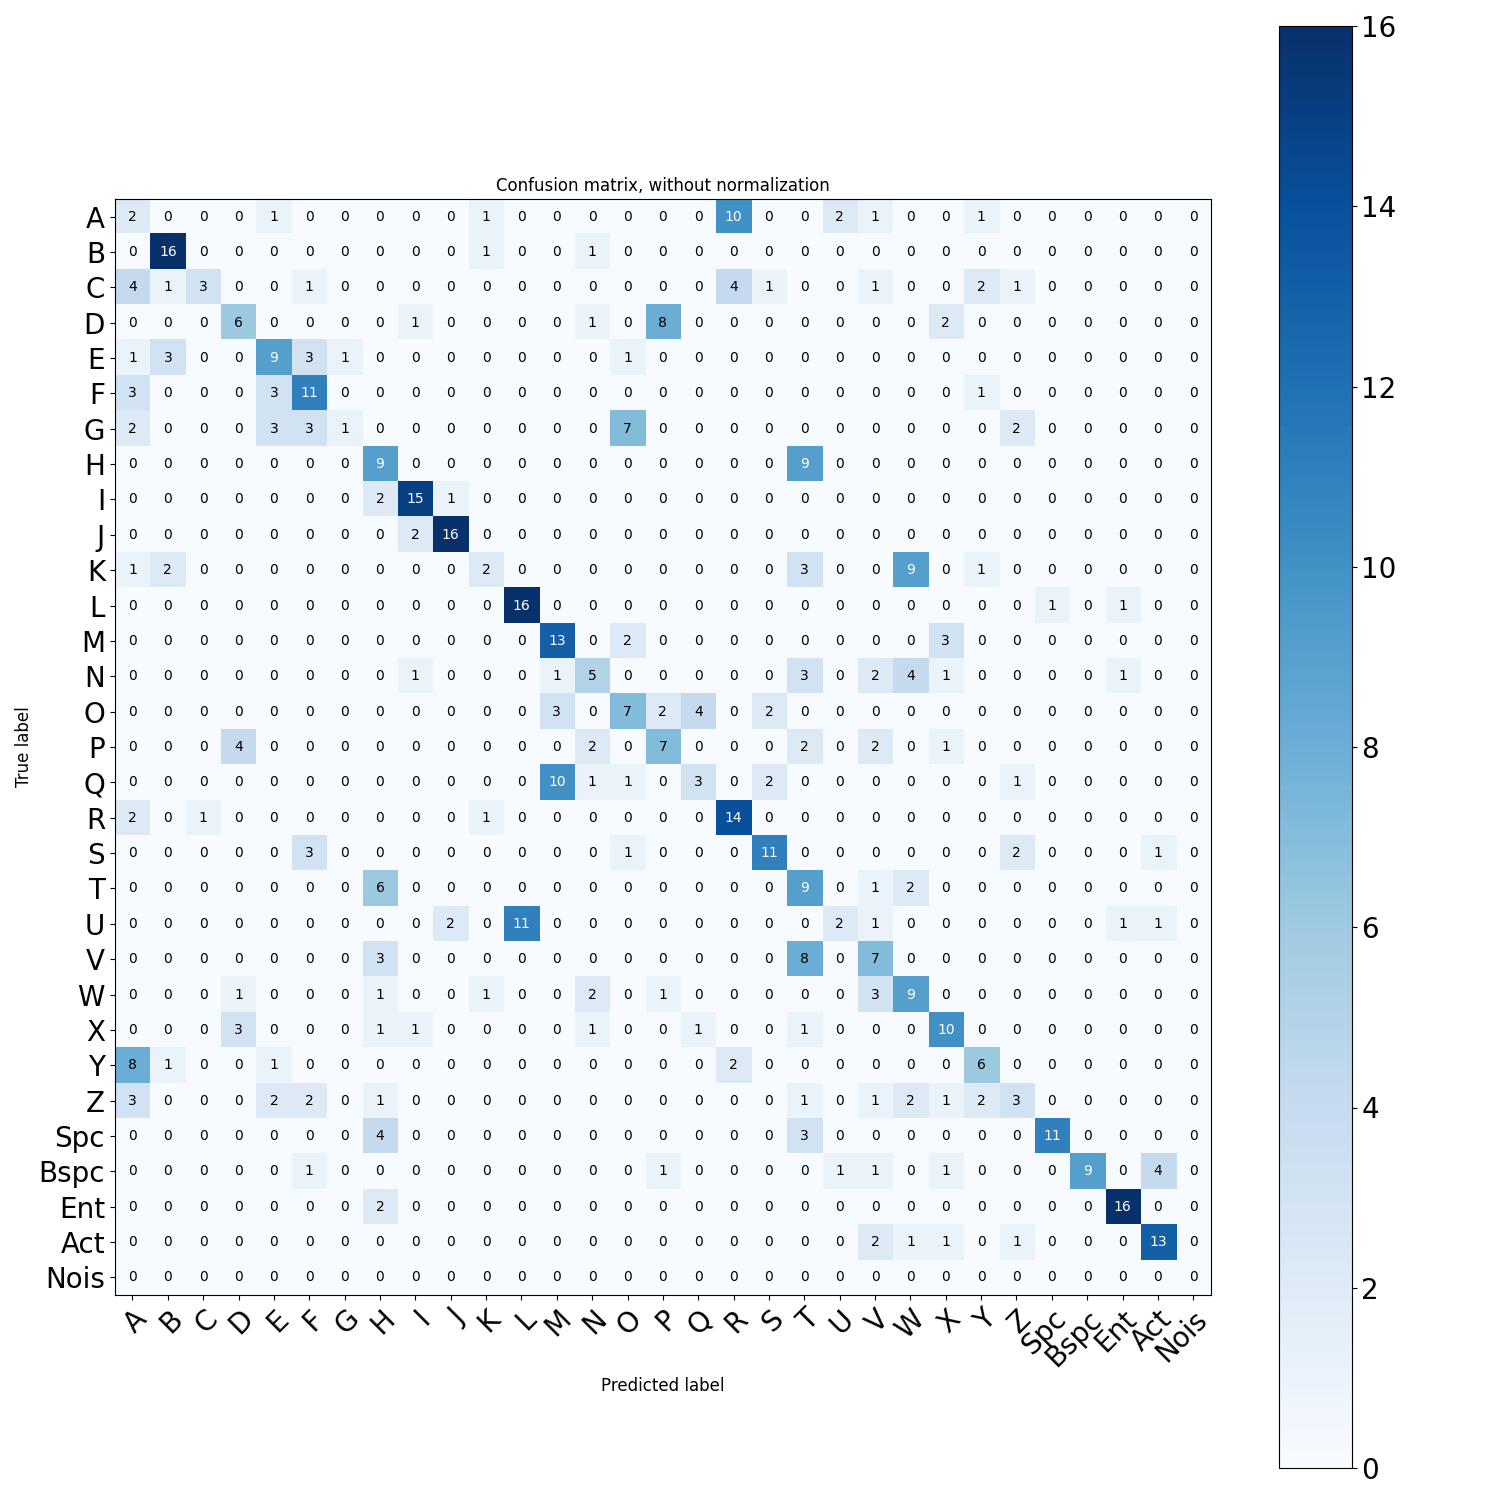 Confusion matrix, without normalization
True label
A 2 0 0 0 1 0 0 0 0 0 1 0 0 0 0 0 0 10 0 0 2 1 0 0 1 0 0 0 0 0 0
B 0 16 0 0 0 0 0 0 0 0 1 0 0 1 0 0 0 0 0 0 0 0 0 0 0 0 0 0 0 0 0
C 4 1 3 0 0 1 0 0 0 0 0 0 0 0 0 0 0 4 1 0 0 1 0 0 2 1 0 0 0 0 0
D 0 0 0 6 0 0 0 0 1 0 0 0 0 1 0 8 0 0 0 0 0 0 0 2 0 0 0 0 0 0 0
E 1 3 0 0 9 3 1 0 0 0 0 0 0 0 1 0 0 0 0 0 0 0 0 0 0 0 0 0 0 0 0
F 3 0 0 0 3 11 0 0 0 0 0 0 0 0 0 0 0 0 0 0 0 0 0 0 1 0 0 0 0 0 0
G 2 0 0 0 3 3 1 0 0 0 0 0 0 0 7 0 0 0 0 0 0 0 0 0 0 2 0 0 0 0 0
H 0 0 0 0 0 0 0 9 0 0 0 0 0 0 0 0 0 0 0 9 0 0 0 0 0 0 0 0 0 0 0
I 0 0 0 0 0 0 0 2 15 1 0 0 0 0 0 0 0 0 0 0 0 0 0 0 0 0 0 0 0 0 0
J 0 0 0 0 0 0 0 0 2 16 0 0 0 0 0 0 0 0 0 0 0 0 0 0 0 0 0 0 0 0 0
K 1 2 0 0 0 0 0 0 0 0 2 0 0 0 0 0 0 0 0 3 0 0 9 0 1 0 0 0 0 0 0
L 0 0 0 0 0 0 0 0 0 0 0 16 0 0 0 0 0 0 0 0 0 0 0 0 0 0 1 0 1 0 0
M 0 0 0 0 0 0 0 0 0 0 0 0 13 0 2 0 0 0 0 0 0 0 0 3 0 0 0 0 0 0 0
N 0 0 0 0 0 0 0 0 1 0 0 0 1 5 0 0 0 0 0 3 0 2 4 1 0 0 0 0 1 0 0
O 0 0 0 0 0 0 0 0 0 0 0 0 3 0 7 2 4 0 2 0 0 0 0 0 0 0 0 0 0 0 0
P 0 0 0 4 0 0 0 0 0 0 0 0 0 2 0 7 0 0 0 2 0 2 0 1 0 0 0 0 0 0 0
Q 0 0 0 0 0 0 0 0 0 0 0 0 10 1 1 0 3 0 2 0 0 0 0 0 0 1 0 0 0 0 0
R 2 0 1 0 0 0 0 0 0 0 1 0 0 0 0 0 0 14 0 0 0 0 0 0 0 0 0 0 0 0 0
S 0 0 0 0 0 3 0 0 0 0 0 0 0 0 1 0 0 0 11 0 0 0 0 0 0 2 0 0 0 1 0
T 0 0 0 0 0 0 0 6 0 0 0 0 0 0 0 0 0 0 0 9 0 1 2 0 0 0 0 0 0 0 0
U 0 0 0 0 0 0 0 0 0 2 0 11 0 0 0 0 0 0 0 0 2 1 0 0 0 0 0 0 1 1 0
V 0 0 0 0 0 0 0 3 0 0 0 0 0 0 0 0 0 0 0 8 0 7 0 0 0 0 0 0 0 0 0
W 0 0 0 1 0 0 0 1 0 0 1 0 0 2 0 1 0 0 0 0 0 3 9 0 0 0 0 0 0 0 0
X 0 0 0 3 0 0 0 1 1 0 0 0 0 1 0 0 1 0 0 1 0 0 0 10 0 0 0 0 0 0 0
Y 8 1 0 0 1 0 0 0 0 0 0 0 0 0 0 0 0 2 0 0 0 0 0 0 6 0 0 0 0 0 0
Z 3 0 0 0 2 2 0 1 0 0 0 0 0 0 0 0 0 0 0 1 0 1 2 1 2 3 0 0 0 0 0
Spc 0 0 0 0 0 0 0 4 0 0 0 0 0 0 0 0 0 0 0 3 0 0 0 0 0 0 11 0 0 0 0
Bspc 0 0 0 0 0 1 0 0 0 0 0 0 0 0 0 1 0 0 0 0 1 1 0 1 0 0 0 9 0 4 0
Ent 0 0 0 0 0 0 0 2 0 0 0 0 0 0 0 0 0 0 0 0 0 0 0 0 0 0 0 0 16 0 0
Act 0 0 0 0 0 0 0 0 0 0 0 0 0 0 0 0 0 0 0 0 0 2 1 1 0 1 0 0 0 13 0
Nois 0 0 0 0 0 0 0 0 0 0 0 0 0 0 0 0 0 0 0 0 0 0 0 0 0 0 0 0 0 0 0
A B C D E F G H I J K L M N O P Q R S T U V W X Y Z Spc Bspc Ent Act Nois
Predicted label
16
14
12
10
8
6
4
2
0